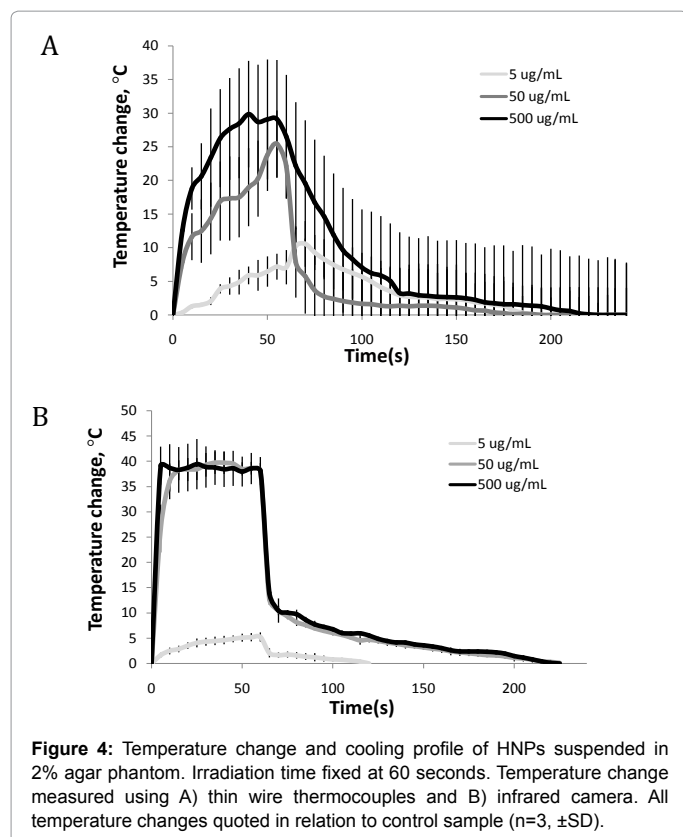 A
Temperature change, °C
40
35
30
25
20
15
10
5
0
0 50 100 150 200
Time(s)
5 ug/mL
50 ug/mL
500 ug/mL
B
Temperature change, °C
50
45
40
35
30
25
20
15
10
5
0
0 50 100 150 200
Time(s)
5 ug/mL
50 ug/mL
500 ug/mL
Figure 4: Temperature change and cooling profile of HNPs suspended in
2% agar phantom. Irradiation time fixed at 60 seconds. Temperature change
measured using A) thin wire thermocouples and B) infrared camera. All
temperature changes quoted in relation to control sample (n=3, ±SD).